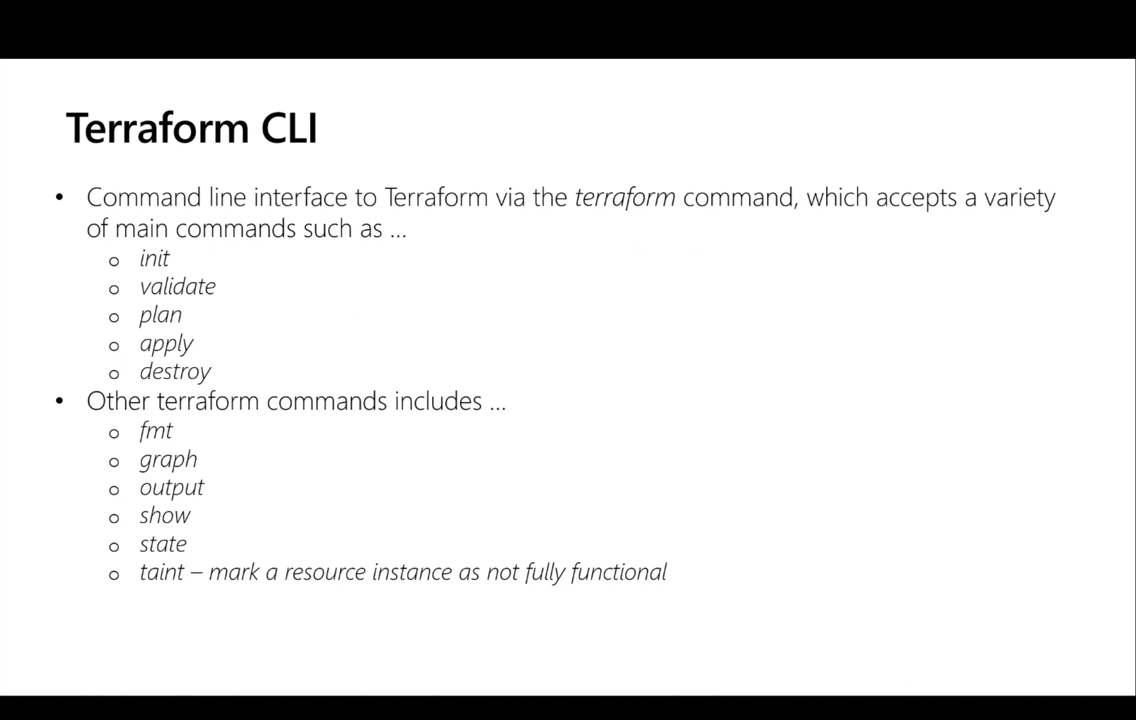 Terraform CLI
• Command line interface to Terraform via the terraform command, which accepts a variety
of main commands such as ...
o init
o validate
o plan
o apply
o destroy
• Other terraform commands includes ...
o fmt
o graph
o output
o show
o state
o taint – mark a resource instance as not fully functional